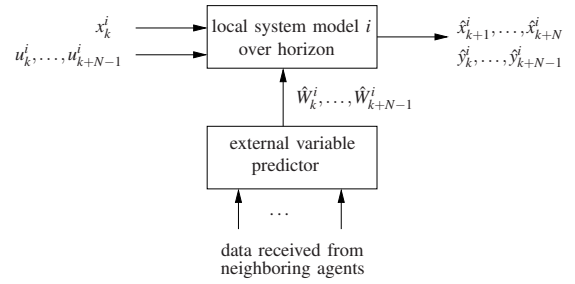 x_k^i
u_k^i, ..., u_{k+N-1}^i
local system model i
over horizon
x̂_{k+1}^i, ..., x̂_{k+N}^i
ŷ_k^i, ..., ŷ_{k+N-1}^i
Ŵ_k^i, ..., Ŵ_{k+N-1}^i
external variable
predictor
...
data received from
neighboring agents